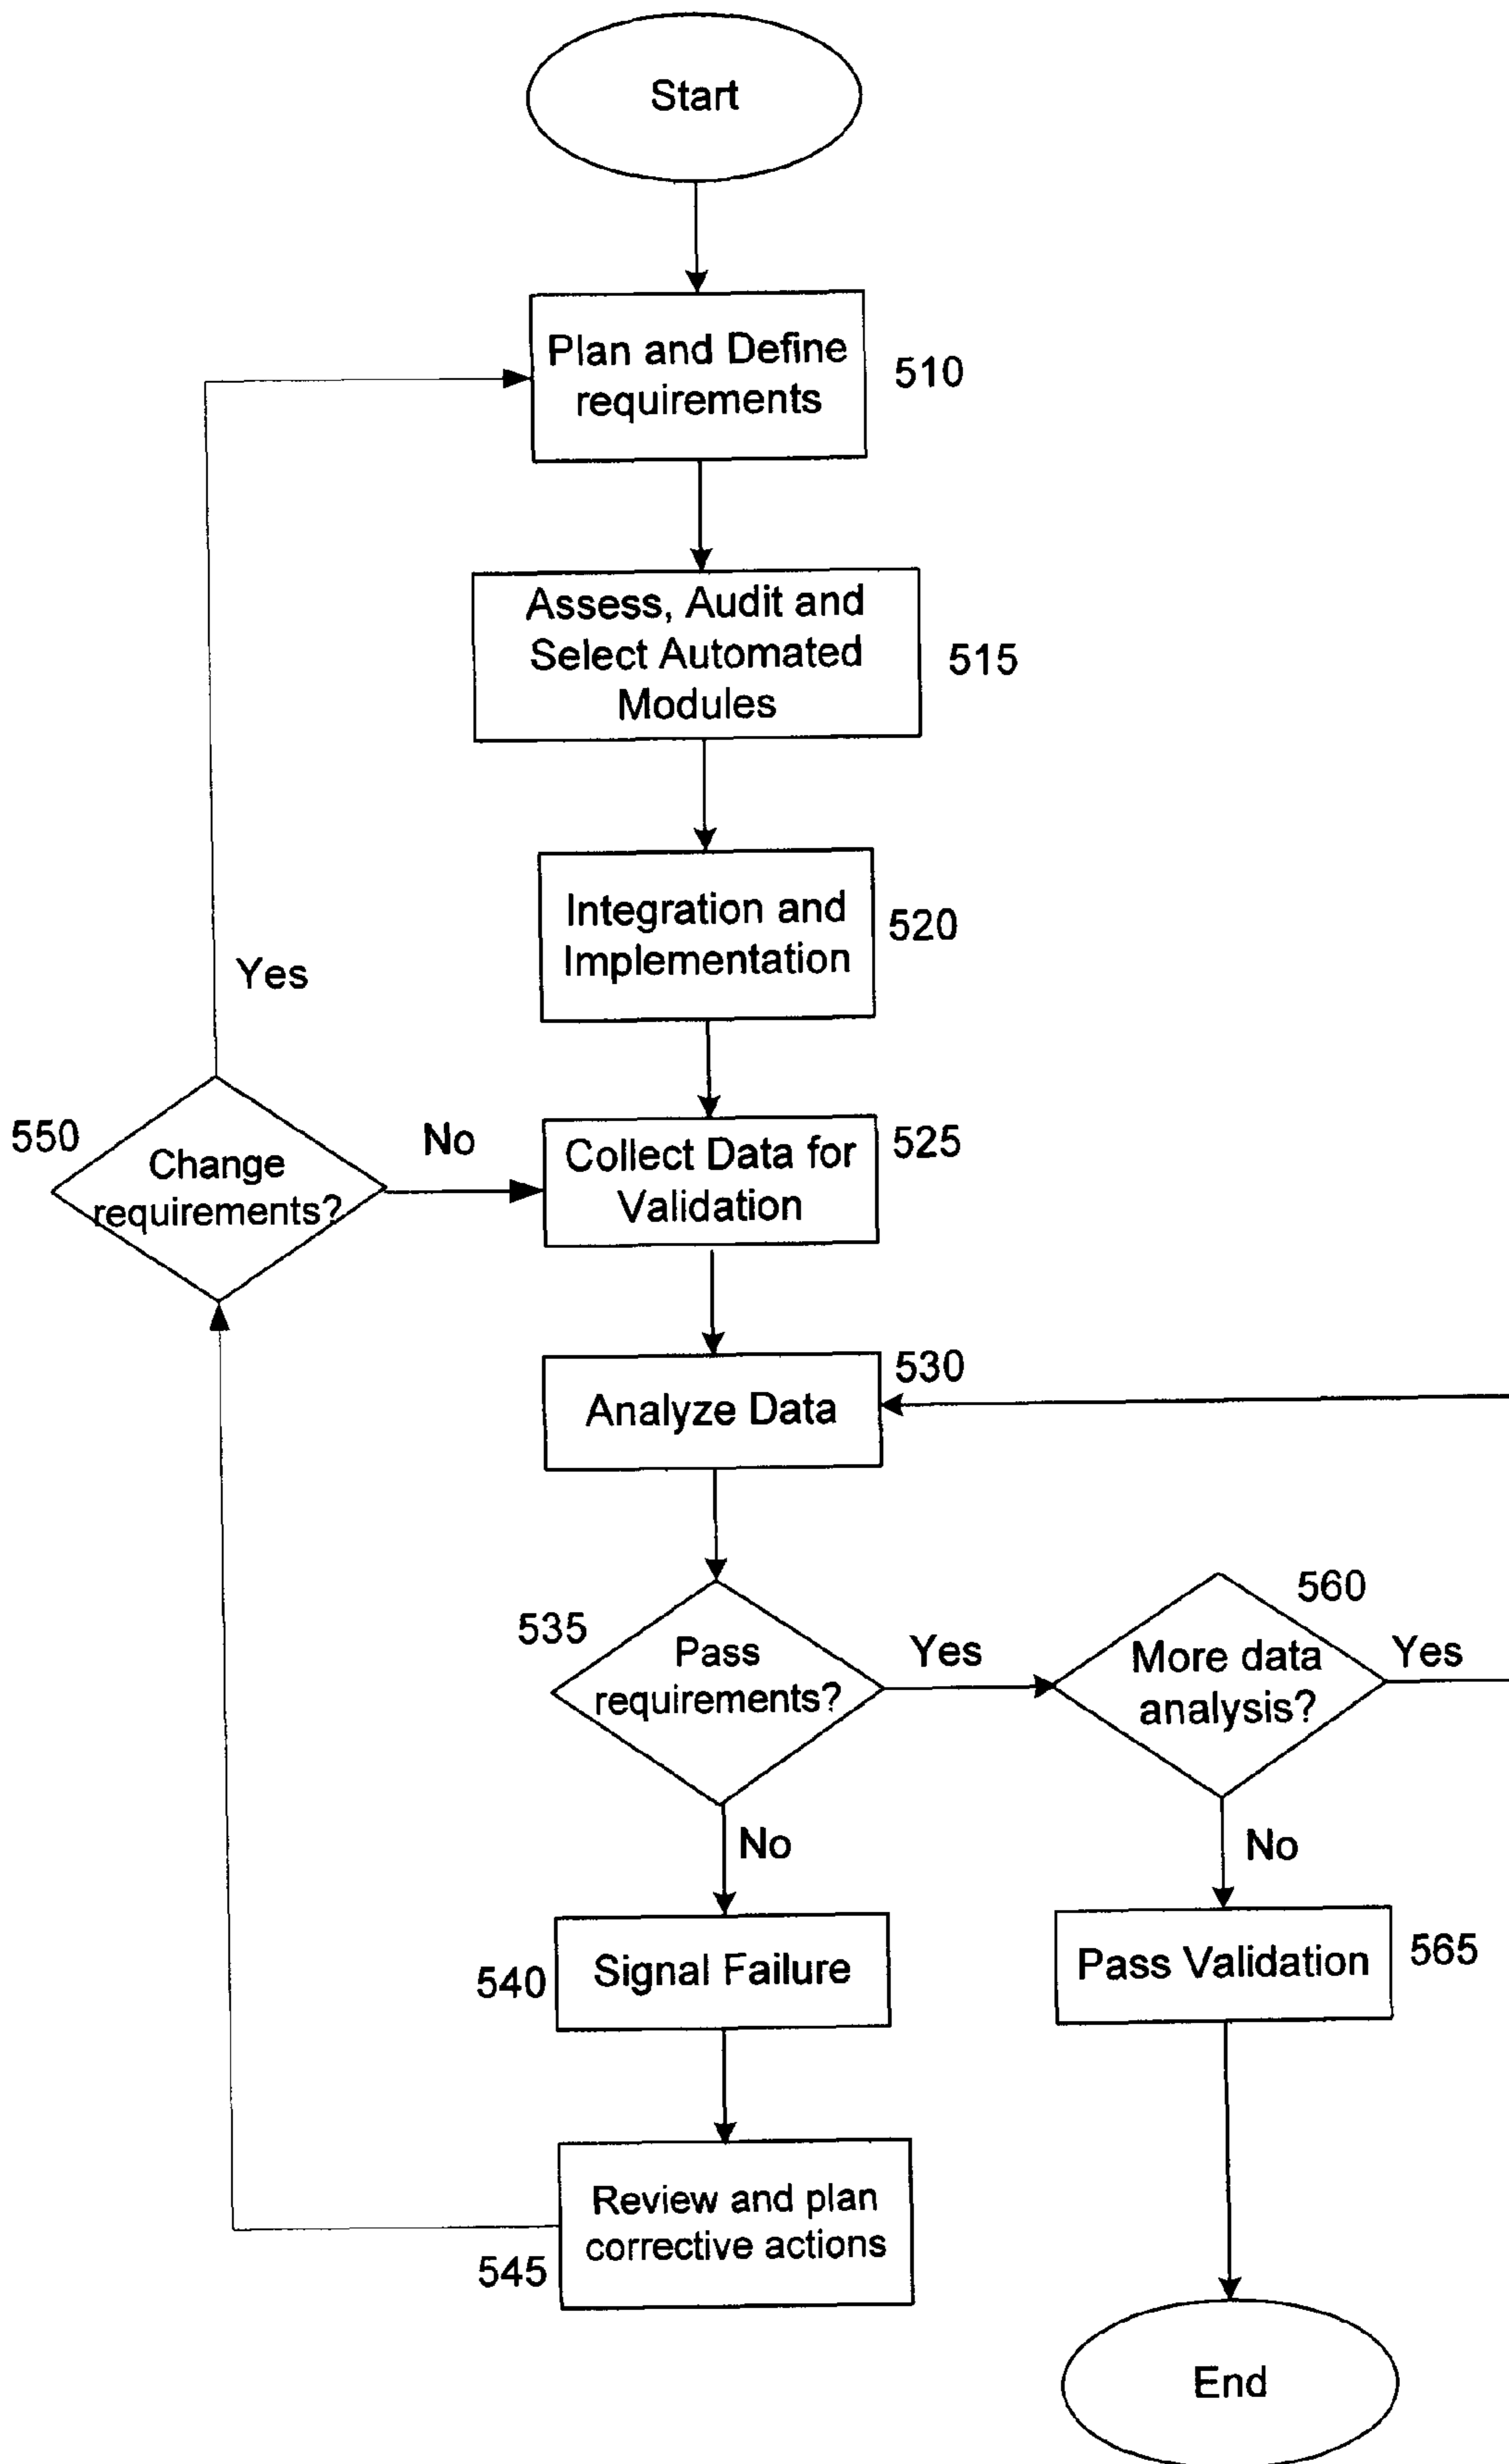 Start
Plan and Define
requirements
510
Assess, Audit and
Select Automated
Modules
515
Integration and
Implementation
520
Yes
550
Change
requirements?
No
Collect Data for
Validation
525
Analyze Data
530
535
Pass
requirements?
Yes
560
More data
analysis?
Yes
No
No
540
Signal Failure
Pass Validation
565
Review and plan
corrective actions
545
End